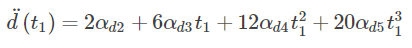 d̈ (t₁) = 2α_{d2} + 6α_{d3}t₁ + 12α_{d4}t₁² + 20α_{d5}t₁³